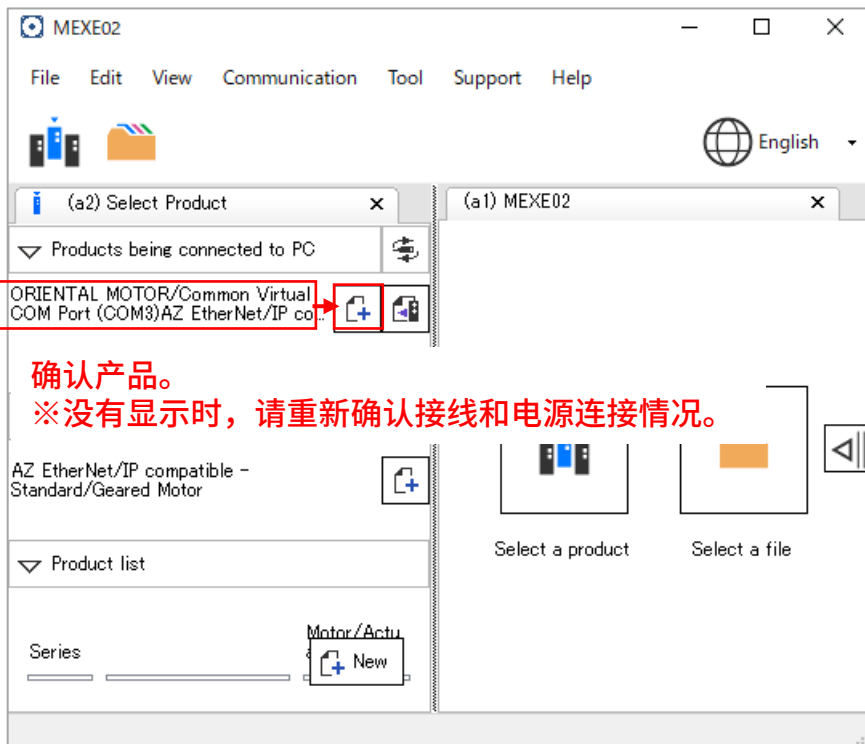 MEXE02
File Edit View Communication Tool Support Help
English
(a2) Select Product
Products being connected to PC
ORIENTAL MOTOR/Common Virtual
COM Port (COM3)AZ EtherNet/IP co...
确认产品。
※没有显示时，请重新确认接线和电源连接情况。
AZ EtherNet/IP compatible -
Standard/Geared Motor
Product list
Series
Motor/Actu
New
(a1) MEXE02
Select a product
Select a file